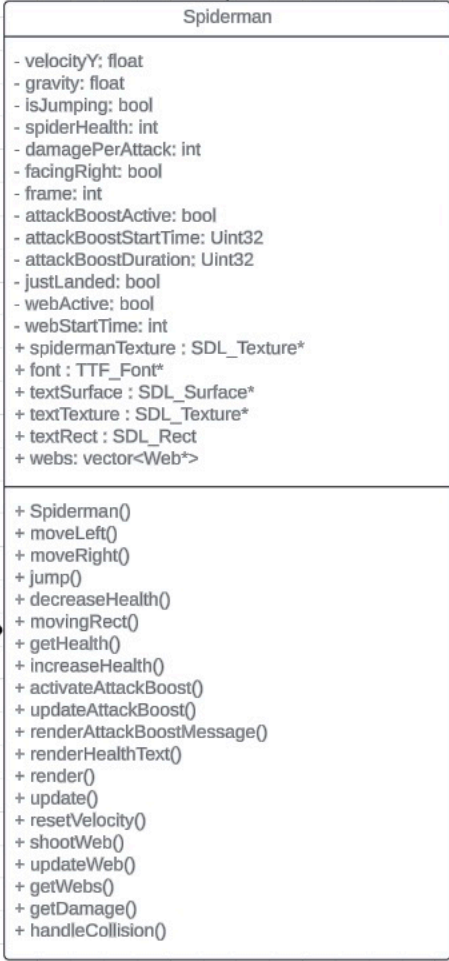 Spiderman
- velocityY: float
- gravity: float
- isJumping: bool
- spiderHealth: int
- damagePerAttack: int
- facingRight: bool
- frame: int
- attackBoostActive: bool
- attackBoostStartTime: Uint32
- attackBoostDuration: Uint32
- justLanded: bool
- webActive: bool
- webStartTime: int
+ spidermanTexture : SDL_Texture*
+ font : TTF_Font*
+ textSurface : SDL_Surface*
+ textTexture : SDL_Texture*
+ textRect : SDL_Rect
+ webs: vector<Web*>
+ Spiderman()
+ moveLeft()
+ moveRight()
+ jump()
+ decreaseHealth()
+ movingRect()
+ getHealth()
+ increaseHealth()
+ activateAttackBoost()
+ updateAttackBoost()
+ renderAttackBoostMessage()
+ renderHealthText()
+ render()
+ update()
+ resetVelocity()
+ shootWeb()
+ updateWeb()
+ getWebs()
+ getDamage()
+ handleCollision()